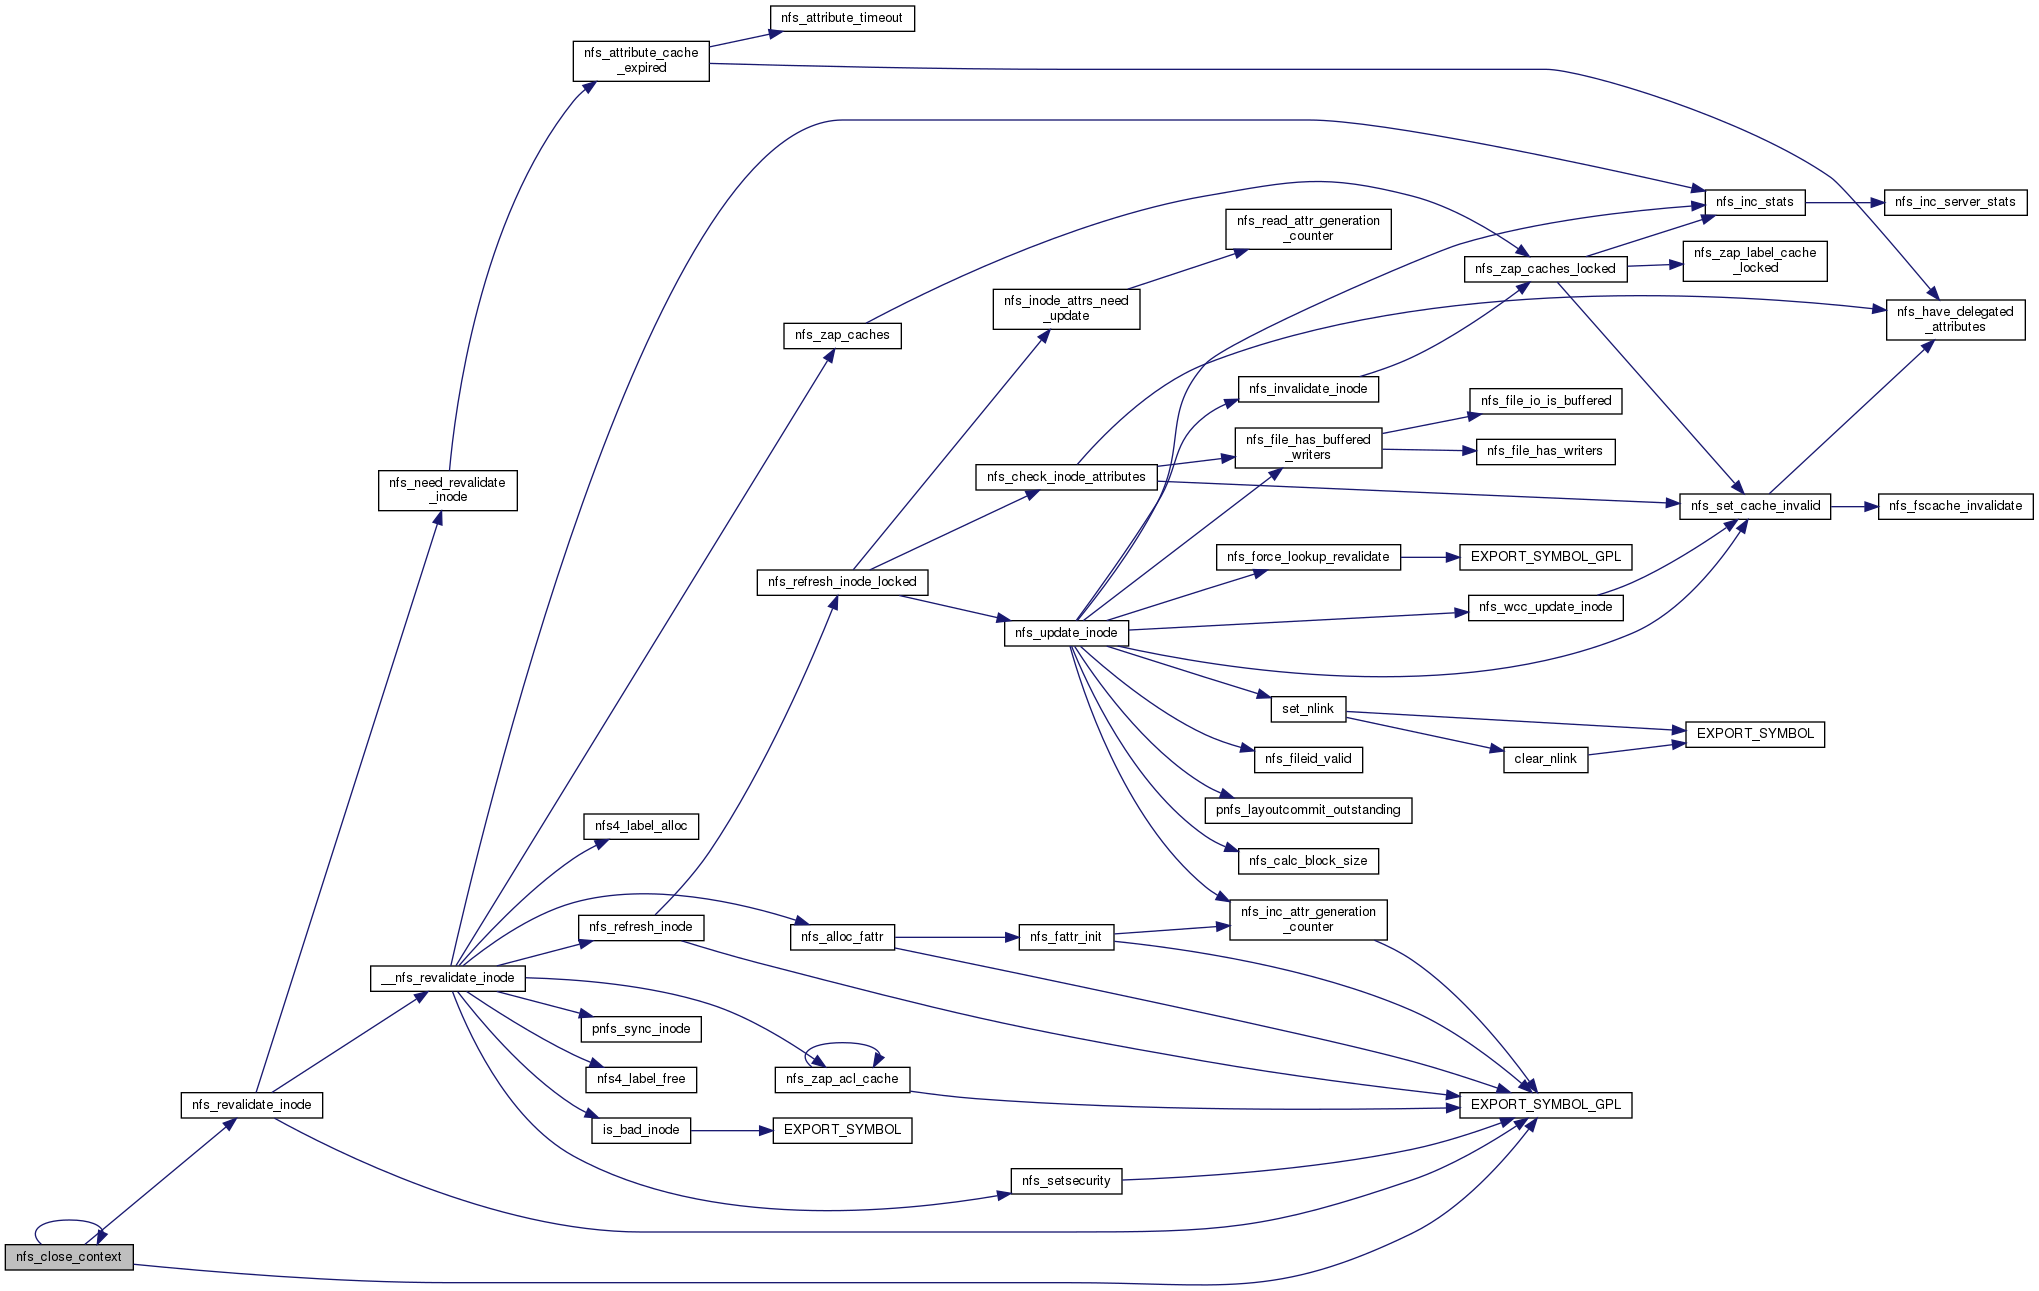 nfs_attribute_timeout
nfs_attribute_cache
_expired
nfs_inc_stats
nfs_inc_server_stats
nfs_read_attr_generation
_counter
nfs_zap_caches_locked
nfs_zap_label_cache
_locked
nfs_inode_attrs_need
_update
nfs_have_delegated
_attributes
nfs_zap_caches
nfs_invalidate_inode
nfs_file_io_is_buffered
nfs_file_has_buffered
_writers
nfs_file_has_writers
nfs_check_inode_attributes
nfs_need_revalidate
_inode
nfs_set_cache_invalid
nfs_fscache_invalidate
nfs_force_lookup_revalidate
EXPORT_SYMBOL_GPL
nfs_refresh_inode_locked
nfs_wcc_update_inode
nfs_update_inode
set_nlink
EXPORT_SYMBOL
nfs_fileid_valid
clear_nlink
pnfs_layoutcommit_outstanding
nfs4_label_alloc
nfs_calc_block_size
nfs_inc_attr_generation
_counter
nfs_refresh_inode
nfs_alloc_fattr
nfs_fattr_init
__nfs_revalidate_inode
pnfs_sync_inode
nfs4_label_free
nfs_zap_acl_cache
nfs_revalidate_inode
EXPORT_SYMBOL_GPL
is_bad_inode
EXPORT_SYMBOL
nfs_setsecurity
nfs_close_context